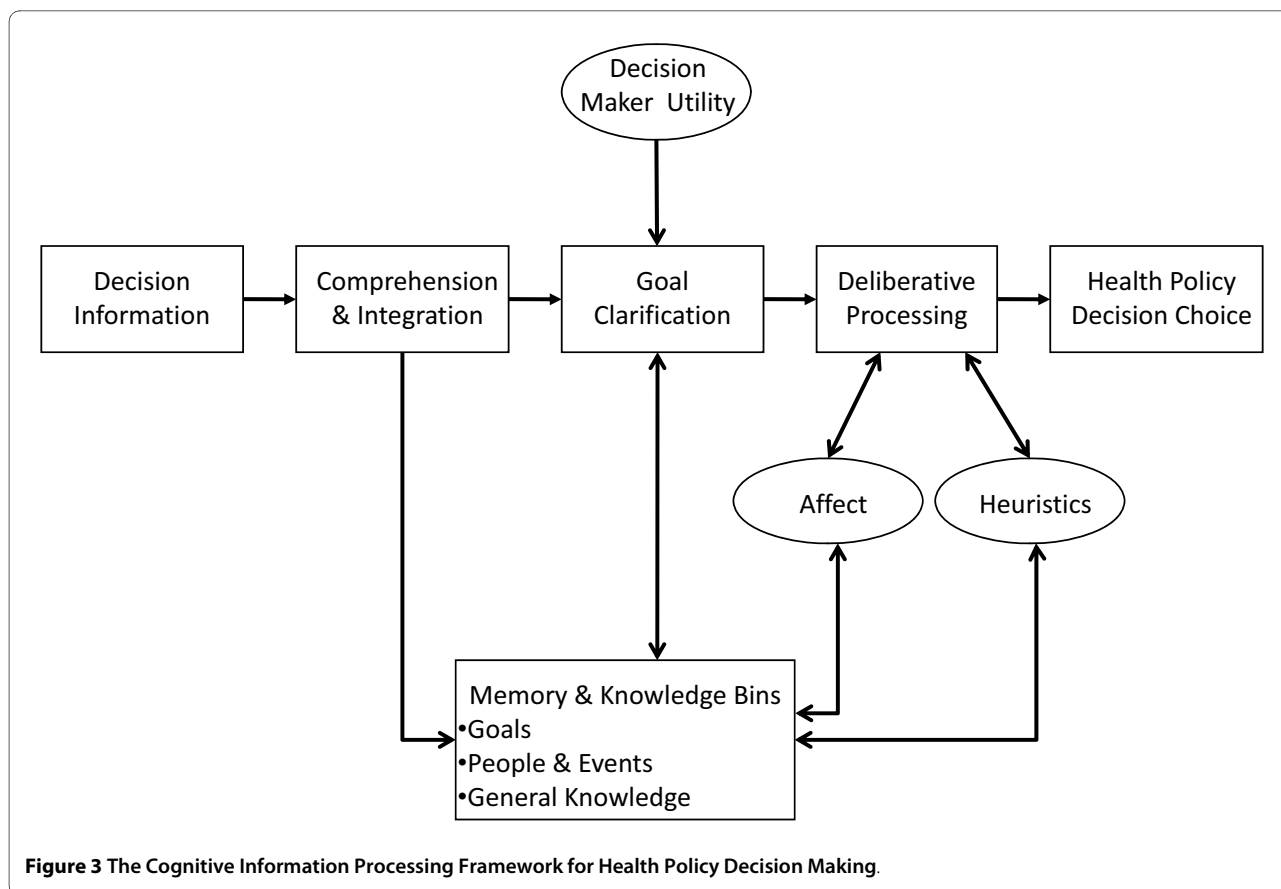 Decision
Maker Utility
Decision
Information
Comprehension
& Integration
Goal
Clarification
Deliberative
Processing
Health Policy
Decision Choice
Affect
Heuristics
Memory & Knowledge Bins
•Goals
•People & Events
•General Knowledge
Figure 3 The Cognitive Information Processing Framework for Health Policy Decision Making.